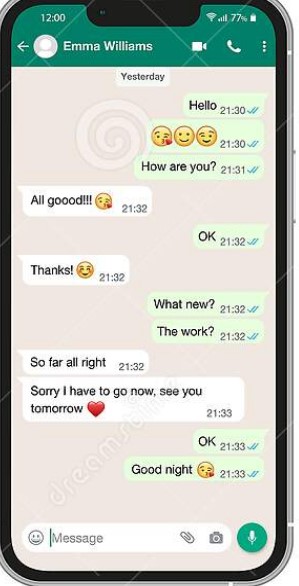 12:00 77%
Emma Williams
Yesterday
Hello 21:30
😘🙂😉 21:30
How are you? 21:31
All goood!!! 😘 21:32
OK 21:32
Thanks! 😊 21:32
What new? 21:32
The work? 21:32
So far all right 21:32
Sorry I have to go now, see you
tomorrow ❤️ 21:33
OK 21:33
Good night 😘 21:33
Message
dreamstime